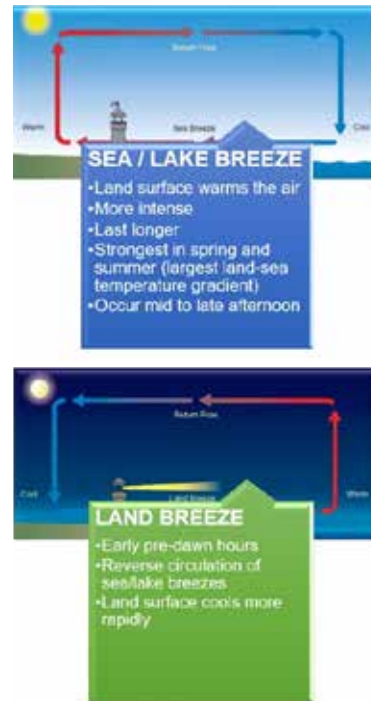 Return Flow
Warm
Sea Breeze
Cool
SEA / LAKE BREEZE
•Land surface warms the air
•More intense
•Last longer
•Strongest in spring and
summer (largest land-sea
temperature gradient)
•Occur mid to late afternoon
Return Flow
Cool
Land Breeze
Warm
LAND BREEZE
•Early pre-dawn hours
•Reverse circulation of
sea/lake breezes
•Land surface cools more
rapidly